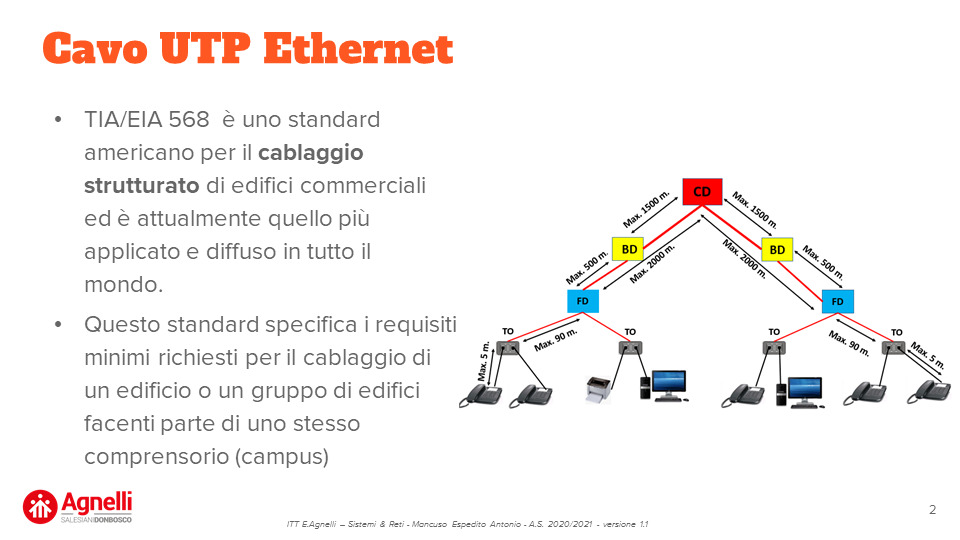 Cavo UTP Ethernet
• TIA/EIA 568 è uno standard
americano per il cablaggio
strutturato di edifici commerciali
ed è attualmente quello più
applicato e diffuso in tutto il
mondo.
• Questo standard specifica i requisiti
minimi richiesti per il cablaggio di
un edificio o un gruppo di edifici
facenti parte di uno stesso
comprensorio (campus)
CD
Max. 1500 m.
Max. 1500 m.
BD
BD
Max. 500 m.
Max. 2000 m.
Max. 2000 m.
Max. 500 m.
FD
FD
TO
TO
TO
TO
Max. 90 m.
Max. 90 m.
Max. 5 m.
Max. 5 m.
Agnelli
SALESIANI DONBOSCO
ITT E.Agnelli – Sistemi & Reti - Mancuso Espedito Antonio - A.S. 2020/2021 - versione 1.1
2